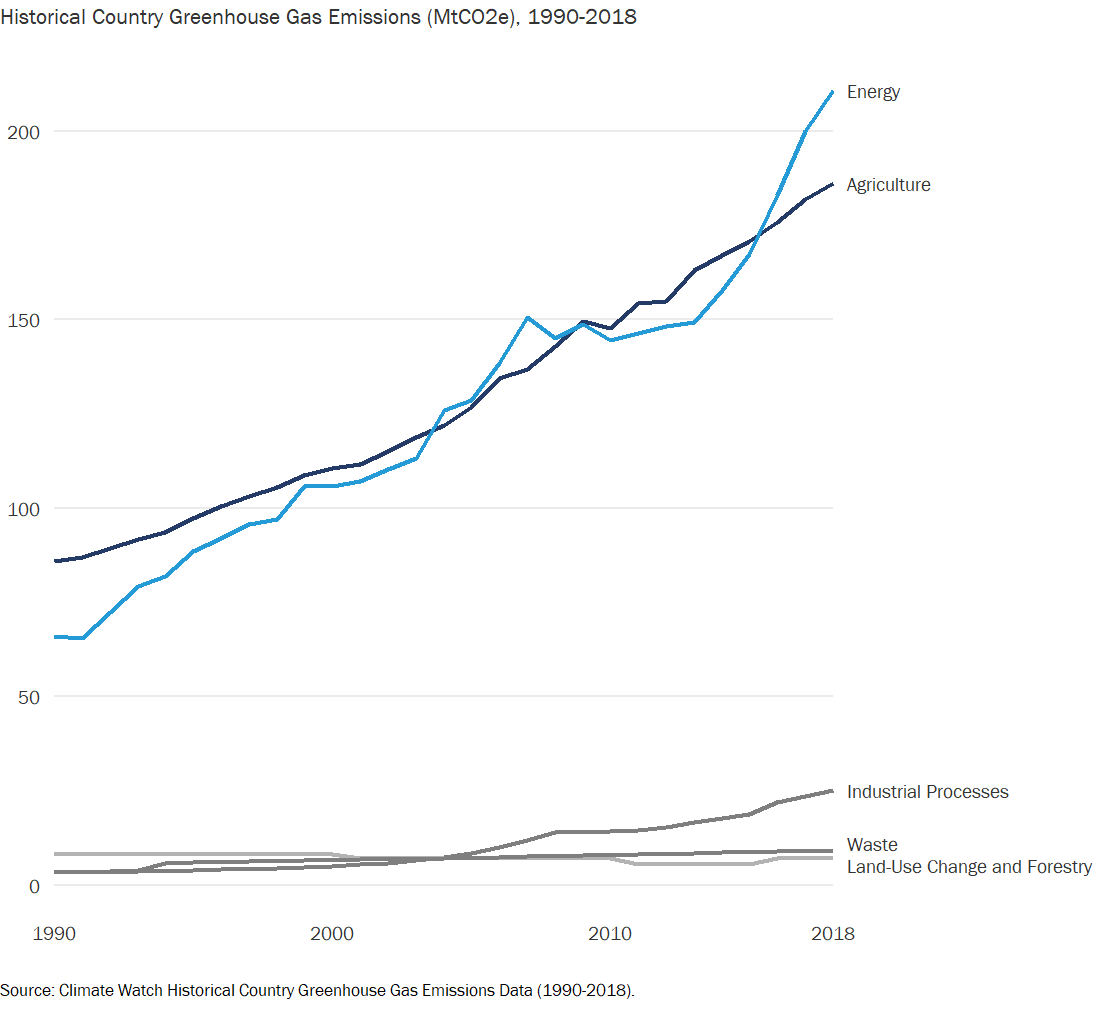 Historical Country Greenhouse Gas Emissions (MtCO2e), 1990-2018
Energy
200
Agriculture
150
100
50
Industrial Processes
Waste
Land-Use Change and Forestry
0
1990 2000 2010 2018
Source: Climate Watch Historical Country Greenhouse Gas Emissions Data (1990-2018).